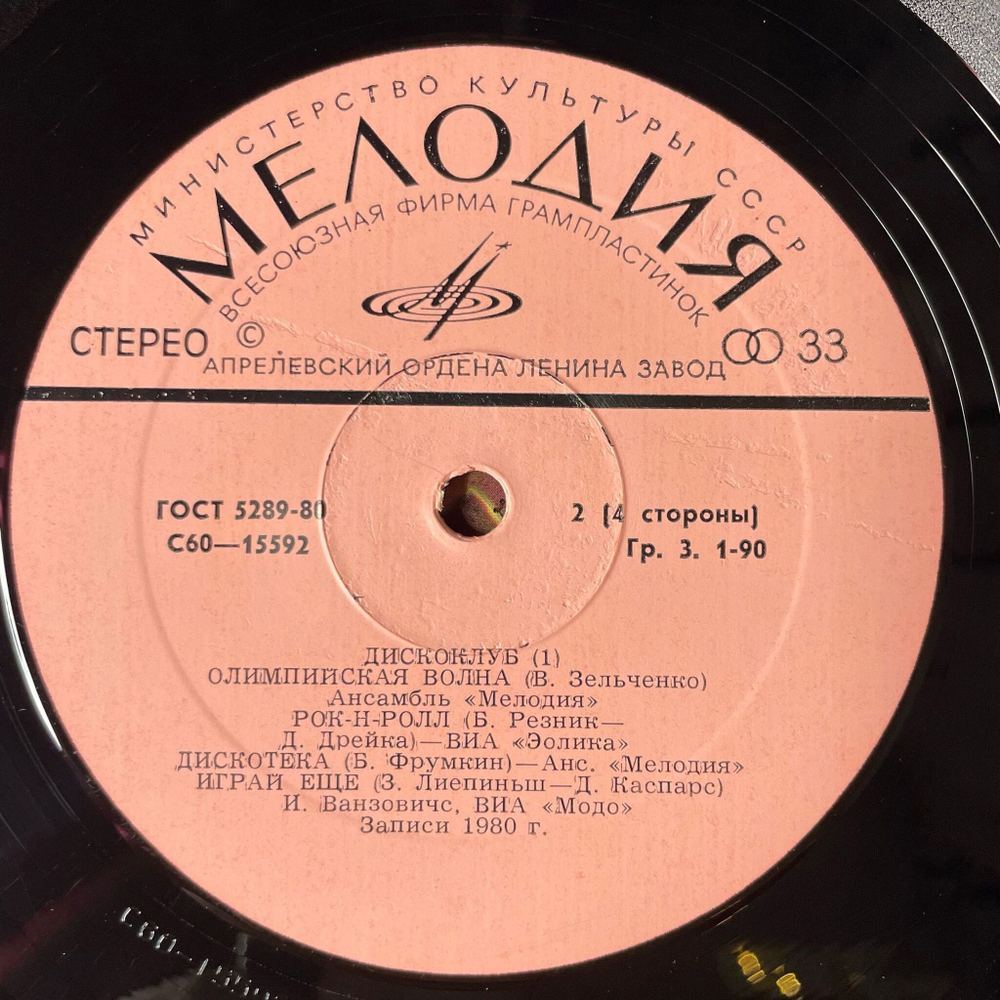 МИНИСТЕРСТВО КУЛЬТУРЫ СССР
МЕЛОДИЯ
ВСЕСОЮЗНАЯ ФИРМА ГРАМПЛАСТИНОК
СТЕРЕО © 33
АПРЕЛЕВСКИЙ ОРДЕНА ЛЕНИНА ЗАВОД
ГОСТ 5289-80 2 (4 стороны)
С60—15592 Гр. 3. 1-90
ДИСКОКЛУБ (1)
ОЛИМПИЙСКАЯ ВОЛНА (В. Зельченко)
Ансамбль «Мелодия»
РОК-Н-РОЛЛ (Б. Резник—
Д. Дрейка)—ВИА «Эолика»
ДИСКОТЕКА (Б. Фрумкин)—Анс. «Мелодия»
ИГРАЙ ЕЩЕ (З. Лиепиньш—Д. Каспарс)
И. Ванзовичс, ВИА «Модо»
Записи 1980 г.